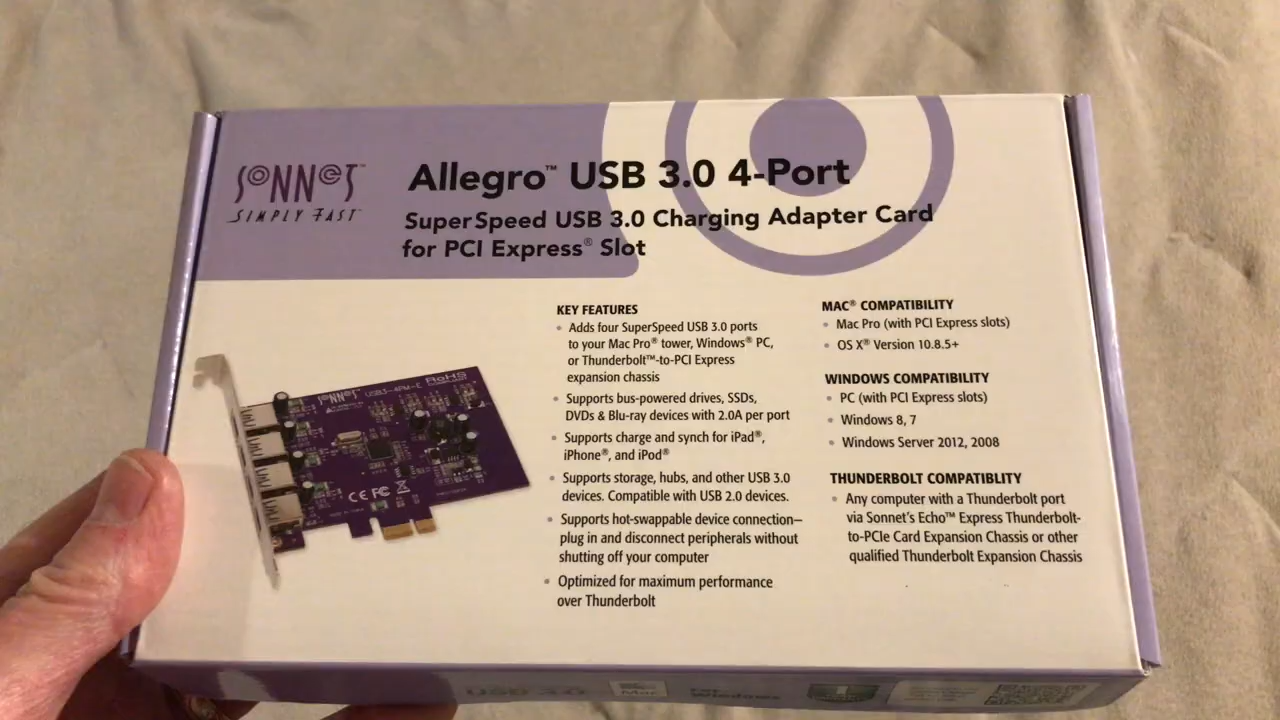 SONNET™
SIMPLY FAST™
Allegro™ USB 3.0 4-Port
SuperSpeed USB 3.0 Charging Adapter Card
for PCI Express® Slot
SONNET
USB3-4PM-E
RoHS
CE FC
KEY FEATURES
• Adds four SuperSpeed USB 3.0 ports
to your Mac Pro® tower, Windows® PC,
or Thunderbolt™-to-PCI Express
expansion chassis
• Supports bus-powered drives, SSDs,
DVDs & Blu-ray devices with 2.0A per port
• Supports charge and synch for iPad®,
iPhone®, and iPod®
• Supports storage, hubs, and other USB 3.0
devices. Compatible with USB 2.0 devices.
• Supports hot-swappable device connection—
plug in and disconnect peripherals without
shutting off your computer
• Optimized for maximum performance
over Thunderbolt
MAC® COMPATIBILITY
• Mac Pro (with PCI Express slots)
• OS X® Version 10.8.5+
WINDOWS COMPATIBILITY
• PC (with PCI Express slots)
• Windows 8, 7
• Windows Server 2012, 2008
THUNDERBOLT COMPATIBLITY
• Any computer with a Thunderbolt port
via Sonnet's Echo™ Express Thunderbolt-
to-PCIe Card Expansion Chassis or other
qualified Thunderbolt Expansion Chassis
USB 3.0
Mac
For
Windows